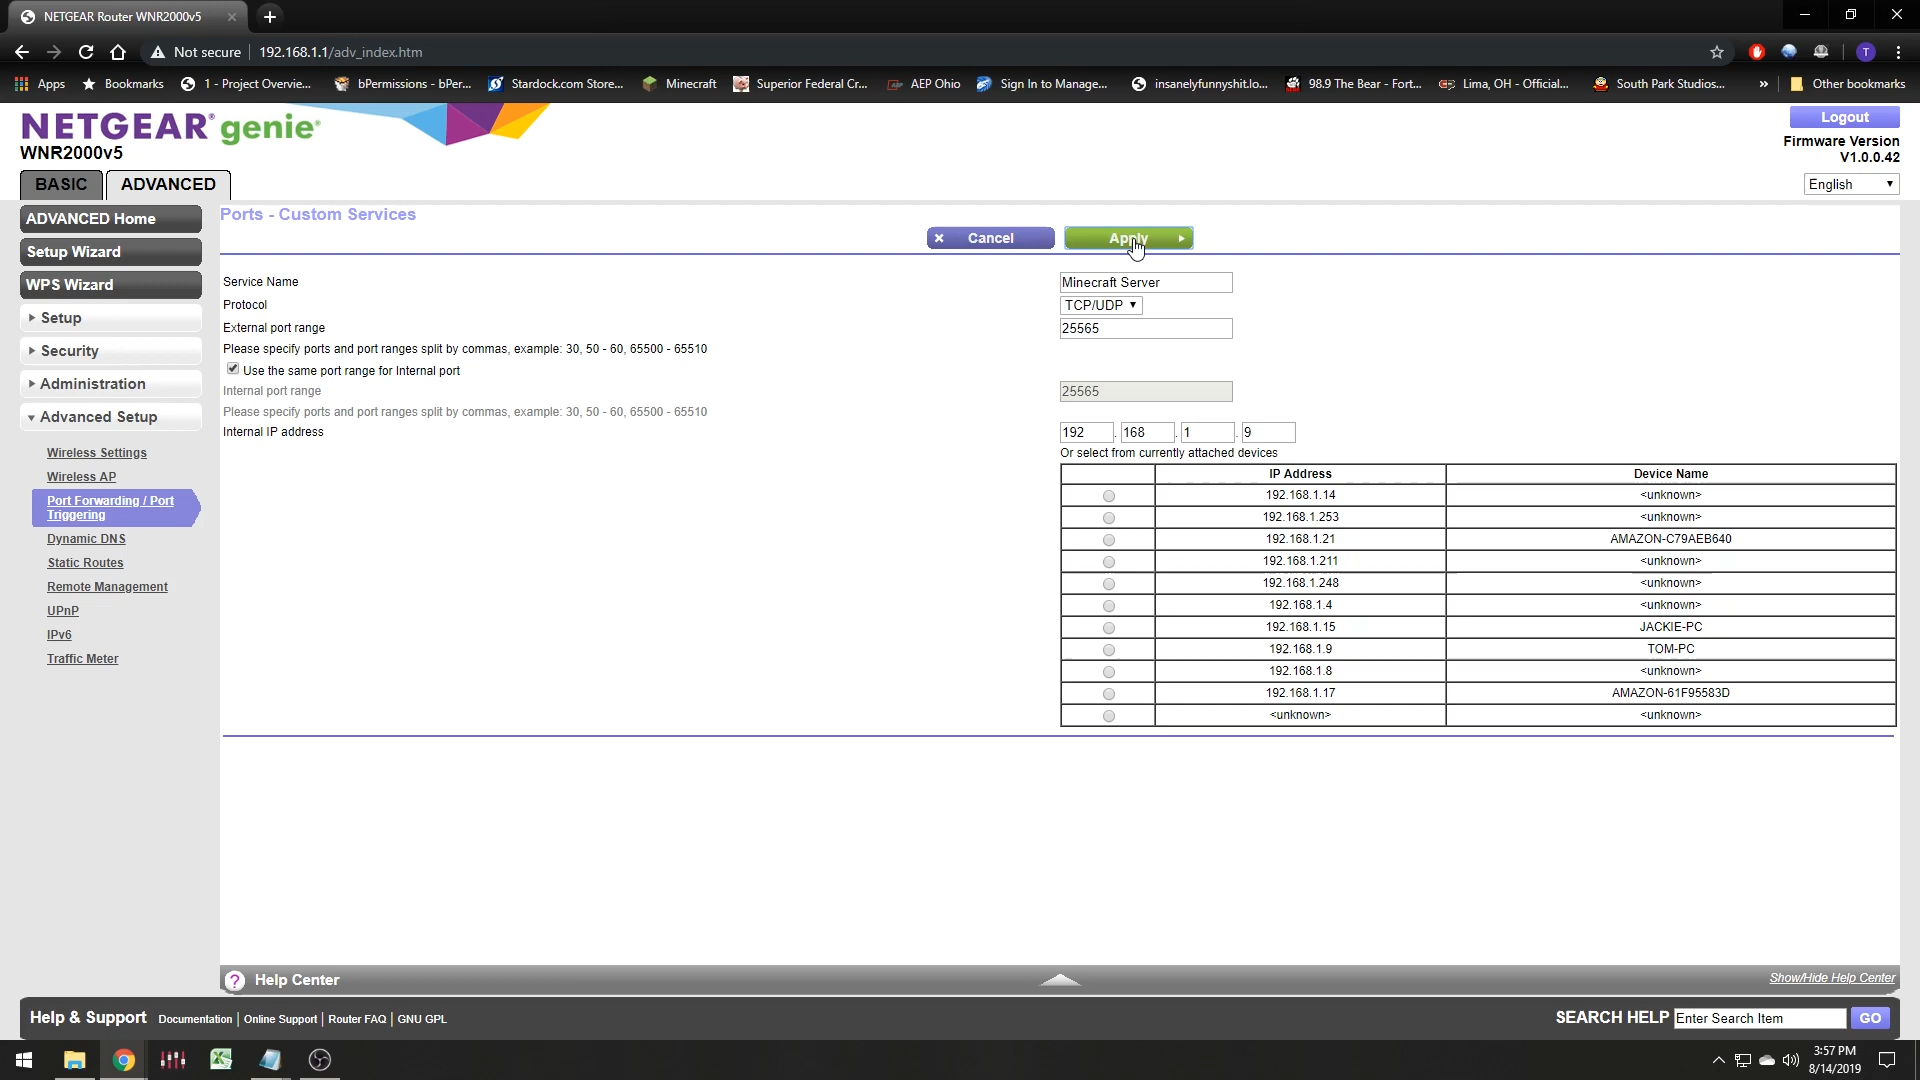 NETGEAR Router WNR2000v5
Not secure | 192.168.1.1/adv_index.htm
T
Apps Bookmarks 1 - Project Overvie... bPermissions - bPer... Stardock.com Store... Minecraft Superior Federal Cr... AEP Ohio Sign In to Manage... insanelyfunnyshit.lo... 98.9 The Bear - Fort... Lima, OH - Official... South Park Studios... » Other bookmarks
NETGEAR® genie®
WNR2000v5
Logout
Firmware Version
V1.0.0.42
BASIC ADVANCED
English
ADVANCED Home
Setup Wizard
WPS Wizard
Setup
Security
Administration
Advanced Setup
Wireless Settings
Wireless AP
Port Forwarding / Port
Triggering
Dynamic DNS
Static Routes
Remote Management
UPnP
IPv6
Traffic Meter
Ports - Custom Services
Cancel Apply
Service Name Minecraft Server
Protocol TCP/UDP
External port range 25565
Please specify ports and port ranges split by commas, example: 30, 50 - 60, 65500 - 65510
Use the same port range for Internal port
Internal port range 25565
Please specify ports and port ranges split by commas, example: 30, 50 - 60, 65500 - 65510
Internal IP address 192 . 168 . 1 . 9
Or select from currently attached devices
IP Address Device Name
192.168.1.14 <unknown>
192.168.1.253 <unknown>
192.168.1.21 AMAZON-C79AEB640
192.168.1.211 <unknown>
192.168.1.248 <unknown>
192.168.1.4 <unknown>
192.168.1.15 JACKIE-PC
192.168.1.9 TOM-PC
192.168.1.8 <unknown>
192.168.1.17 AMAZON-61F95583D
<unknown> <unknown>
? Help Center Show/Hide Help Center
Help & Support Documentation | Online Support | Router FAQ | GNU GPL
SEARCH HELP Enter Search Item GO
3:57 PM
8/14/2019